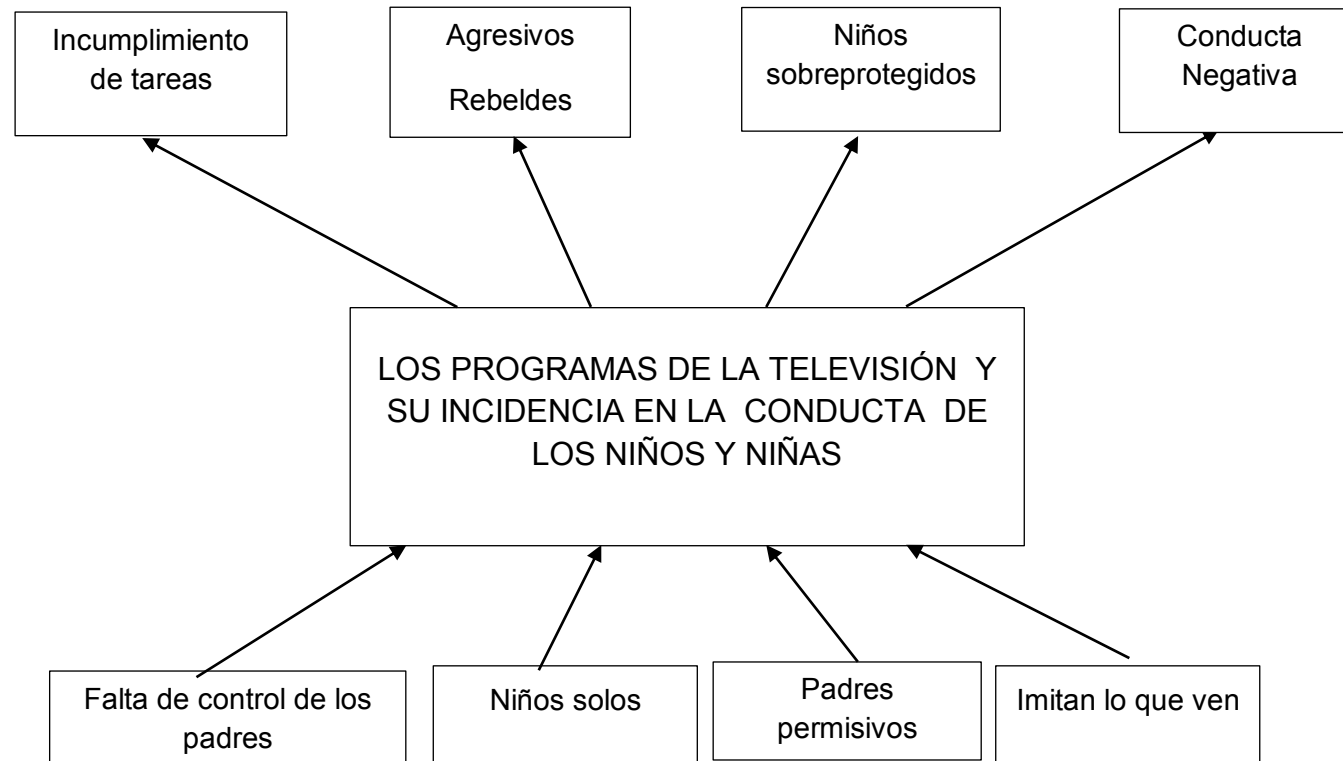 Incumplimiento
de tareas
Agresivos
Rebeldes
Niños
sobreprotegidos
Conducta
Negativa
LOS PROGRAMAS DE LA TELEVISIÓN Y
SU INCIDENCIA EN LA CONDUCTA DE
LOS NIÑOS Y NIÑAS
Falta de control de los
padres
Niños solos
Padres
permisivos
Imitan lo que ven